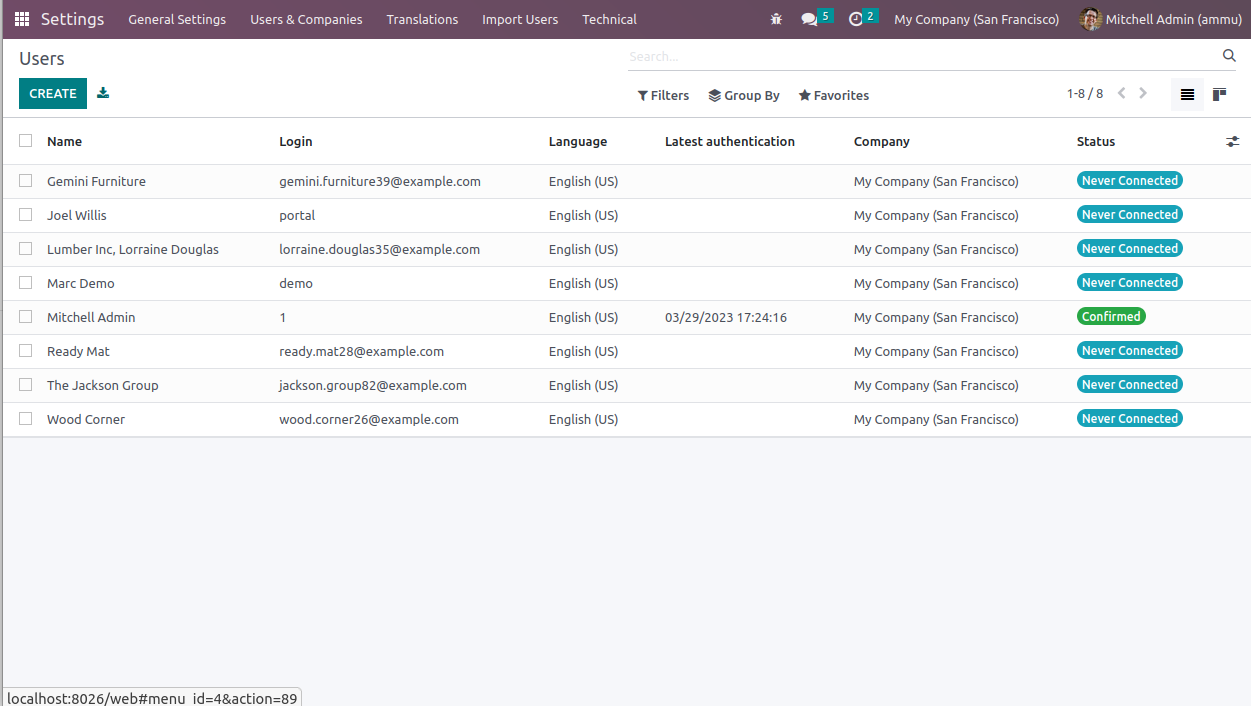 Settings General Settings Users & Companies Translations Import Users Technical 5 2 My Company (San Francisco) Mitchell Admin (ammu)
Users Search...
CREATE Filters Group By Favorites 1-8 / 8
Name Login Language Latest authentication Company Status
Gemini Furniture gemini.furniture39@example.com English (US) My Company (San Francisco) Never Connected
Joel Willis portal English (US) My Company (San Francisco) Never Connected
Lumber Inc, Lorraine Douglas lorraine.douglas35@example.com English (US) My Company (San Francisco) Never Connected
Marc Demo demo English (US) My Company (San Francisco) Never Connected
Mitchell Admin 1 English (US) 03/29/2023 17:24:16 My Company (San Francisco) Confirmed
Ready Mat ready.mat28@example.com English (US) My Company (San Francisco) Never Connected
The Jackson Group jackson.group82@example.com English (US) My Company (San Francisco) Never Connected
Wood Corner wood.corner26@example.com English (US) My Company (San Francisco) Never Connected
localhost:8026/web#menu_id=4&action=89